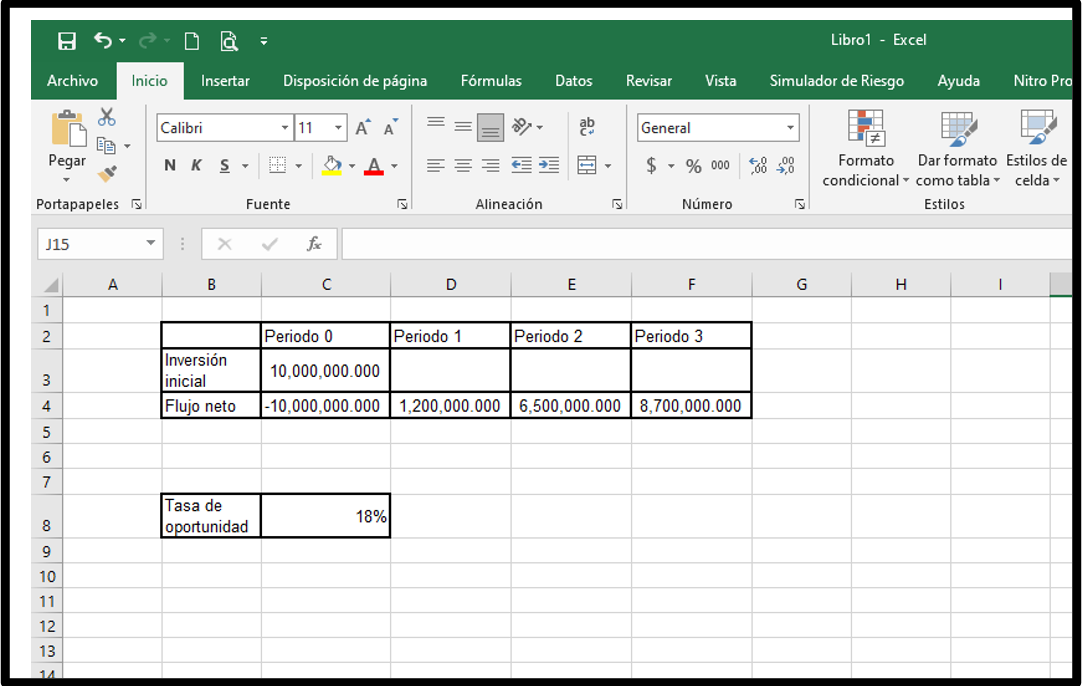 Libro1 - Excel
Archivo Inicio Insertar Disposición de página Fórmulas Datos Revisar Vista Simulador de Riesgo Ayuda Nitro Pro
Calibri 11 General
Pegar N K S $ % 000 Formato condicional Dar formato como tabla Estilos de celda
Portapapeles Fuente Alineación Número Estilos
J15 fx
A B C D E F G H I
1
2 Periodo 0 Periodo 1 Periodo 2 Periodo 3
3 Inversión inicial 10,000,000.000
4 Flujo neto -10,000,000.000 1,200,000.000 6,500,000.000 8,700,000.000
5
6
7
8 Tasa de oportunidad 18%
9
10
11
12
13
14